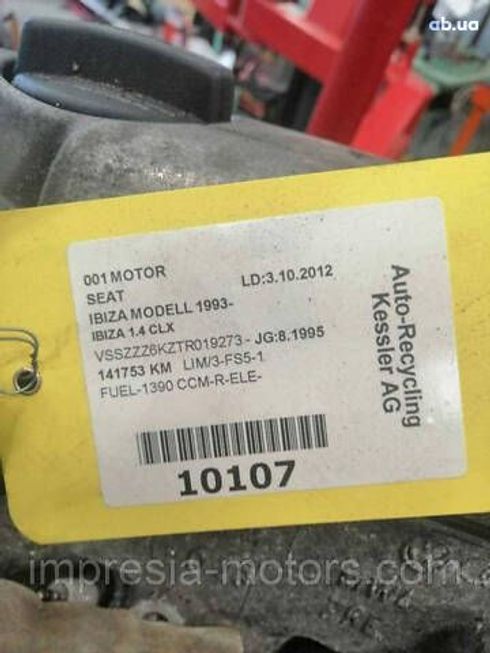 ab.ua
001 MOTOR
LD:3.10.2012
SEAT
IBIZA MODELL 1993-
IBIZA 1.4 CLX
VSSZZZ6KZTR019273 - JG:8.1995
141753 KM LIM/3-FS5-1
FUEL-1390 CCM-R-ELE-
10107
Auto-Recycling
Kessler AG
impresia-motors.com